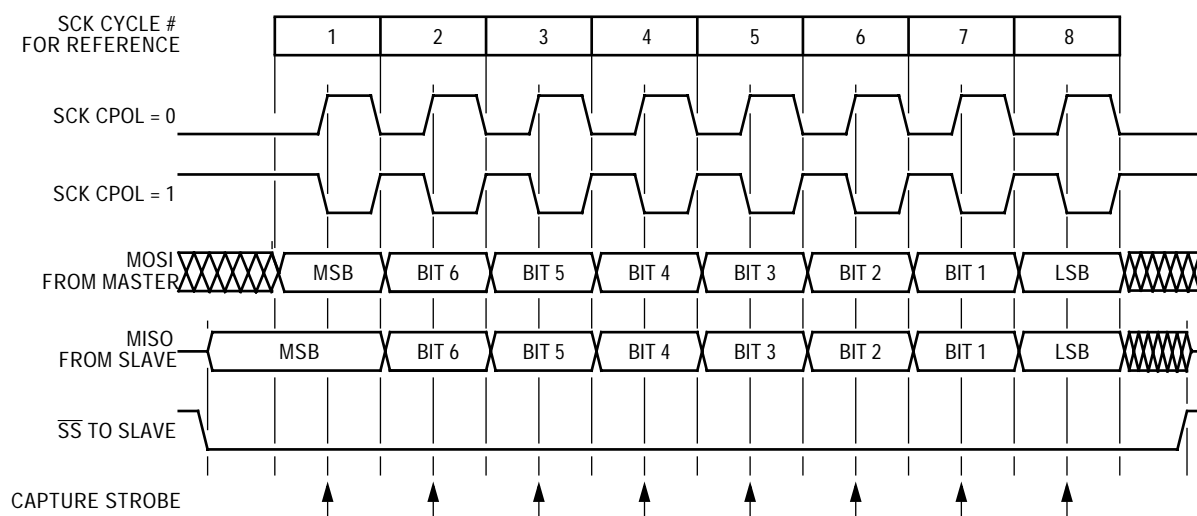 SCK CYCLE #
FOR REFERENCE
1 2 3 4 5 6 7 8
SCK CPOL = 0
SCK CPOL = 1
MOSI
FROM MASTER
MSB BIT 6 BIT 5 BIT 4 BIT 3 BIT 2 BIT 1 LSB
MISO
FROM SLAVE
MSB BIT 6 BIT 5 BIT 4 BIT 3 BIT 2 BIT 1 LSB
S̅S̅ TO SLAVE
CAPTURE STROBE